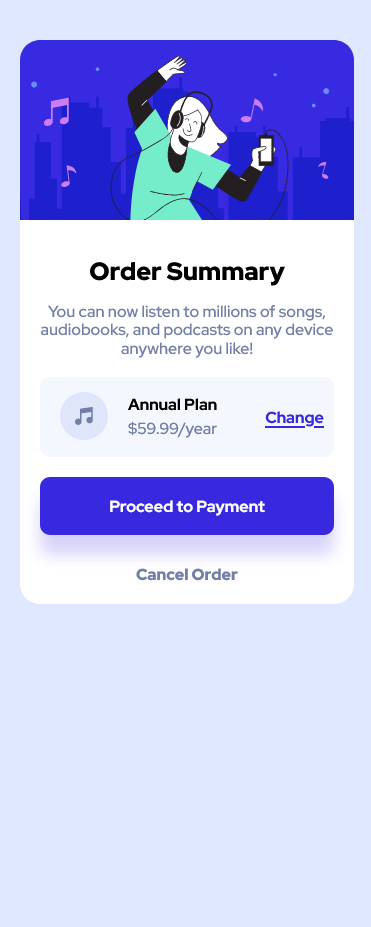 Order Summary
You can now listen to millions of songs,
audiobooks, and podcasts on any device
anywhere you like!
Annual Plan
$59.99/year
Change
Proceed to Payment
Cancel Order